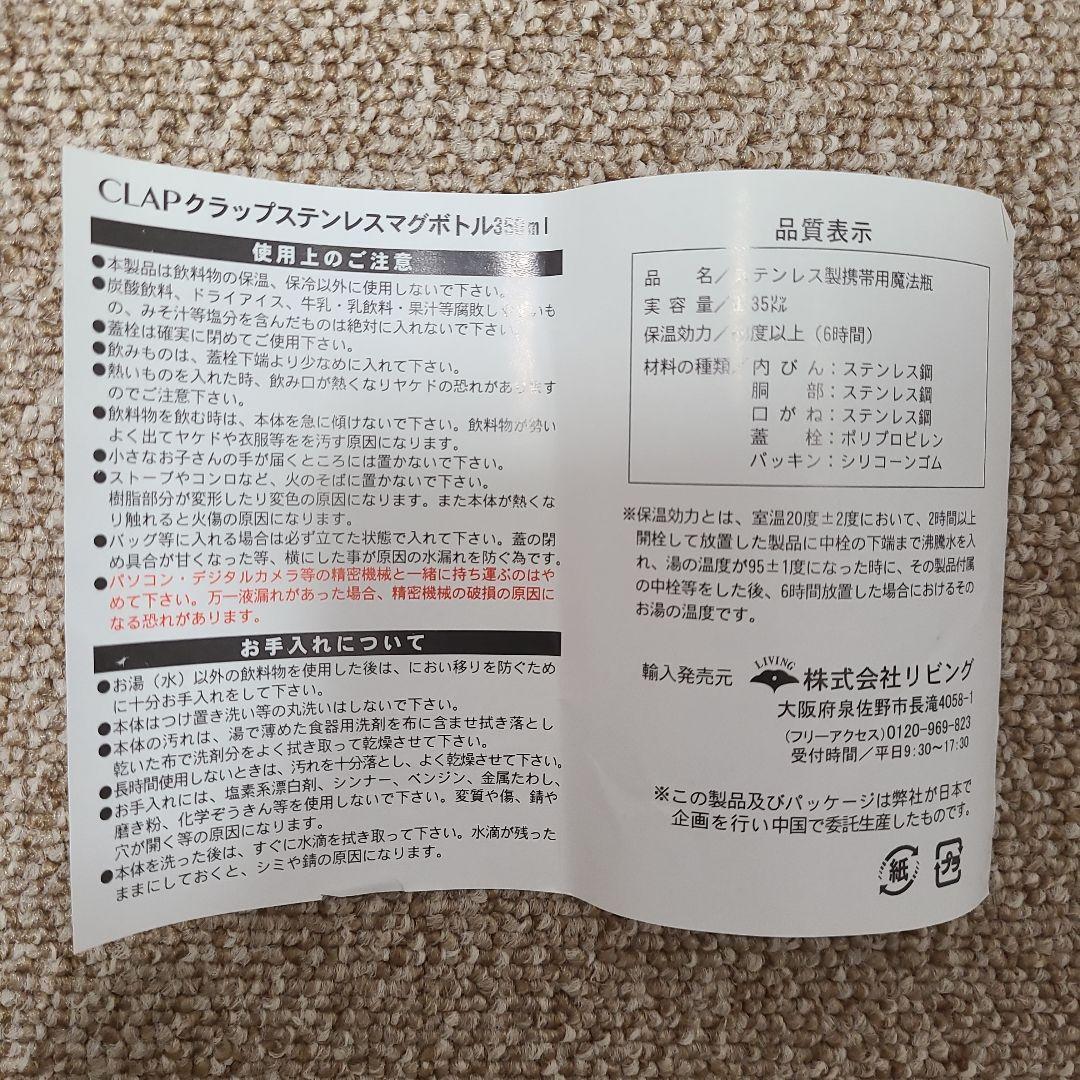 CLAPクラップステンレスマグボトル350ml
使用上のご注意
●本製品は飲料物の保温、保冷以外に使用しないで下さい。
●炭酸飲料、ドライアイス、牛乳・乳飲料・果汁等腐敗しやすいも
の、みそ汁等塩分を含んだものは絶対に入れないで下さい。
●蓋栓は確実に閉めてご使用下さい。
●飲みものは、蓋栓下端より少なめに入れて下さい。
●熱いものを入れた時、飲み口が熱くなりヤケドの恐れがあります
のでご注意下さい。
●飲料物を飲む時は、本体を急に傾けないで下さい。飲料物が勢い
よく出てヤケドや衣服等をを汚す原因になります。
●小さなお子さんの手が届くところには置かないで下さい。
●ストーブやコンロなど、火のそばに置かないで下さい。
樹脂部分が変形したり変色の原因になります。また本体が熱くな
り触れると火傷の原因になります。
●バッグ等に入れる場合は必ず立てた状態で入れて下さい。蓋の閉
め具合が甘くなった等、横にした事が原因の水漏れを防ぐ為です。
●パソコン・デジタルカメラ等の精密機械と一緒に持ち運ぶのはや
めて下さい。万一液漏れがあった場合、精密機械の破損の原因に
なる恐れがあります。
お手入れについて
●お湯（水）以外の飲料物を使用した後は、におい移りを防ぐため
に十分お手入れをして下さい。
●本体はつけ置き洗い等の丸洗いはしないで下さい。
●本体の汚れは、湯で薄めた食器用洗剤を布に含ませ拭き落とし
乾いた布で洗剤分をよく拭き取って乾燥させて下さい。
●長時間使用しないときは、汚れを十分落とし、よく乾燥させて下さい。
●お手入れには、塩素系漂白剤、シンナー、ベンジン、金属たわし、
磨き粉、化学ぞうきん等を使用しないで下さい。変質や傷、錆や
穴が開く等の原因になります。
●本体を洗った後は、すぐに水滴を拭き取って下さい。水滴が残った
ままにしておくと、シミや錆の原因になります。
品質表示
品 名／ステンレス製携帯用魔法瓶
実容量／ 35㍑
保温効力／ 度以上（6時間）
材料の種類／内びん：ステンレス鋼
胴 部：ステンレス鋼
口がね：ステンレス鋼
蓋 栓：ポリプロピレン
パッキン：シリコーンゴム
※保温効力とは、室温20度±2度において、2時間以上
開栓して放置した製品に中栓の下端まで沸騰水を入
れ、湯の温度が95±1度になった時に、その製品付属
の中栓等をした後、6時間放置した場合におけるその
お湯の温度です。
輸入発売元 LIVING 株式会社リビング
大阪府泉佐野市長滝4058-1
（フリーアクセス）0120-969-823
受付時間／平日9:30〜17:30
※この製品及びパッケージは弊社が日本で
企画を行い中国で委託生産したものです。
紙 プラ